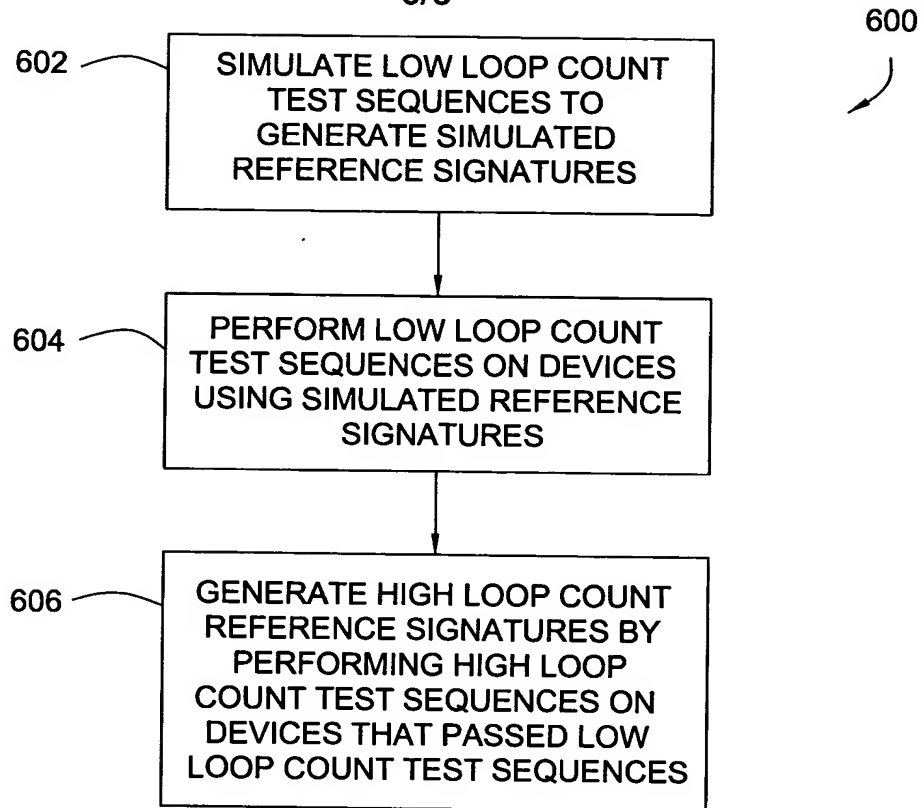 600
602
SIMULATE LOW LOOP COUNT
TEST SEQUENCES TO
GENERATE SIMULATED
REFERENCE SIGNATURES
604
PERFORM LOW LOOP COUNT
TEST SEQUENCES ON DEVICES
USING SIMULATED REFERENCE
SIGNATURES
606
GENERATE HIGH LOOP COUNT
REFERENCE SIGNATURES BY
PERFORMING HIGH LOOP
COUNT TEST SEQUENCES ON
DEVICES THAT PASSED LOW
LOOP COUNT TEST SEQUENCES